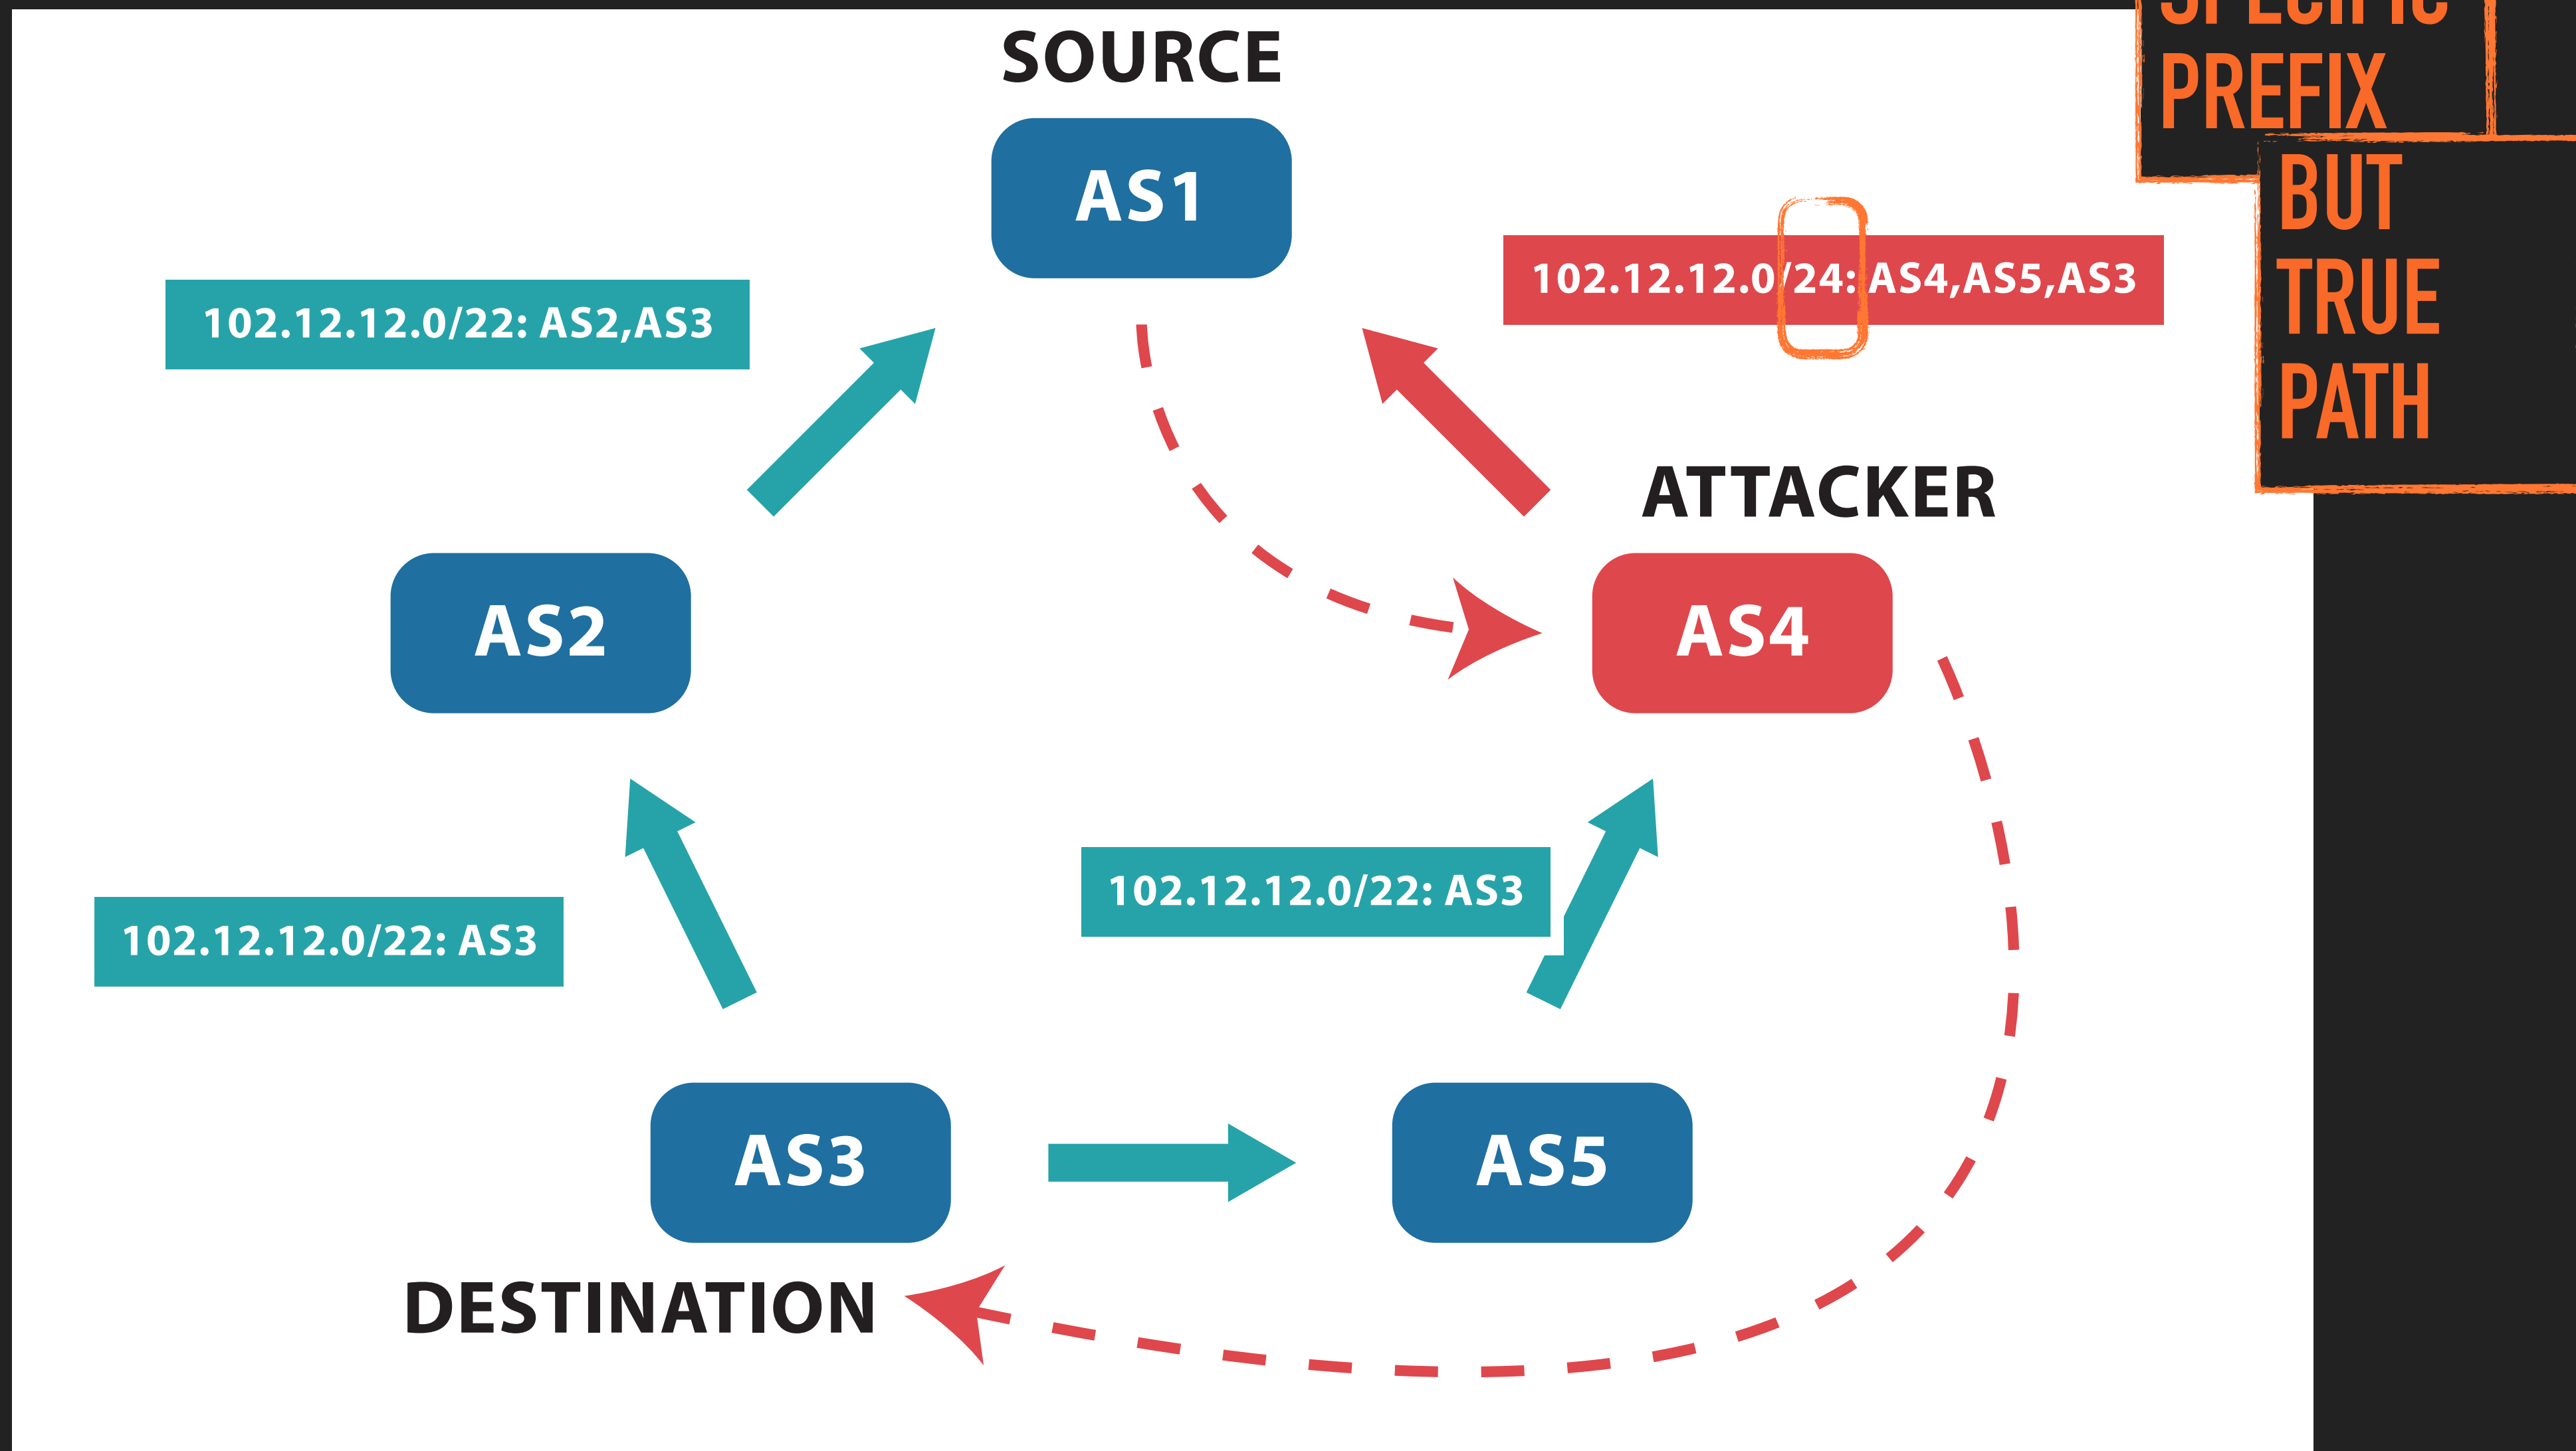 SOURCE
AS1
102.12.12.0/22: AS2,AS3
102.12.12.0/24: AS4,AS5,AS3
SPECIFIC
PREFIX
BUT
TRUE
PATH
ATTACKER
AS2
AS4
102.12.12.0/22: AS3
102.12.12.0/22: AS3
AS3
AS5
DESTINATION